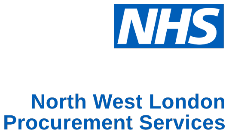 NHS
North West London
Procurement Services